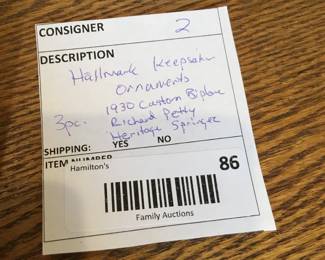 CONSIGNER 2
DESCRIPTION
Hallmark Keepsake
Ornaments
3pc. 1930 Custom Biplane
Richard Petty
Heritage Springer
SHIPPING: YES NO
ITEM NUMBER
Hamilton's 86
Family Auctions